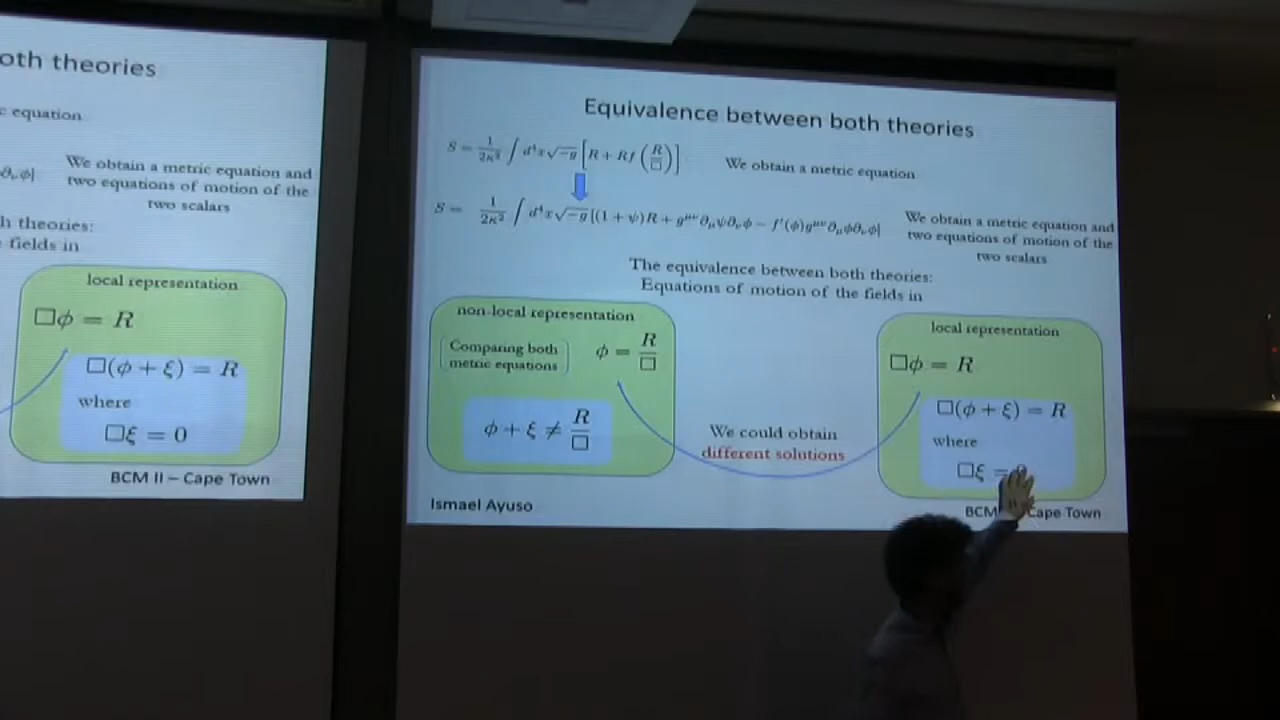 oth theories
c equation
∂ᵥφ]
We obtain a metric equation and
two equations of motion of the
two scalars
h theories:
fields in
local representation
□φ = R
□(φ + ξ) = R
where
□ξ = 0
BCM II – Cape Town
Equivalence between both theories
S = 1/2κ² ∫ d⁴x√−g [R + Rf (R/□)]
We obtain a metric equation
S = 1/2κ² ∫ d⁴x√−g [(1 + ψ)R + g^μν ∂_μψ∂_νφ − f′(φ)g^μν ∂_μφ∂_νφ]
We obtain a metric equation and
two equations of motion of the
two scalars
The equivalence between both theories:
Equations of motion of the fields in
non-local representation
Comparing both
metric equations
φ = R/□
φ + ξ ≠ R/□
We could obtain
different solutions
local representation
□φ = R
□(φ + ξ) = R
where
□ξ = 0
Ismael Ayuso
BCM Cape Town